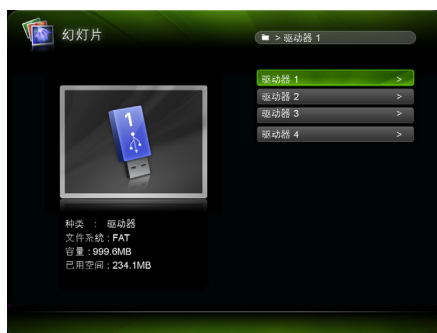 幻灯片
> 驱动器 1
驱动器 1 >
驱动器 2 >
驱动器 3 >
驱动器 4 >
1
种类 : 驱动器
文件系统 : FAT
容量 : 999.6MB
已用空间 : 234.1MB